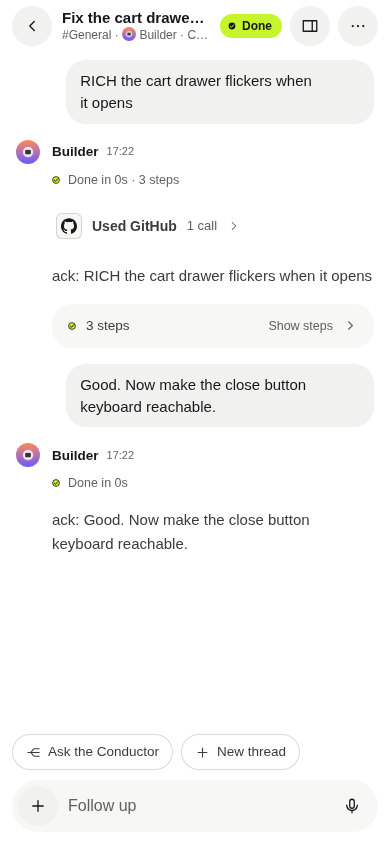 Fix the cart drawe…
#General · Builder · C…
Done
RICH the cart drawer flickers when
it opens
Builder 17:22
Done in 0s · 3 steps
Used GitHub 1 call
ack: RICH the cart drawer flickers when it opens
3 steps Show steps
Good. Now make the close button
keyboard reachable.
Builder 17:22
Done in 0s
ack: Good. Now make the close button
keyboard reachable.
Ask the Conductor New thread
Follow up